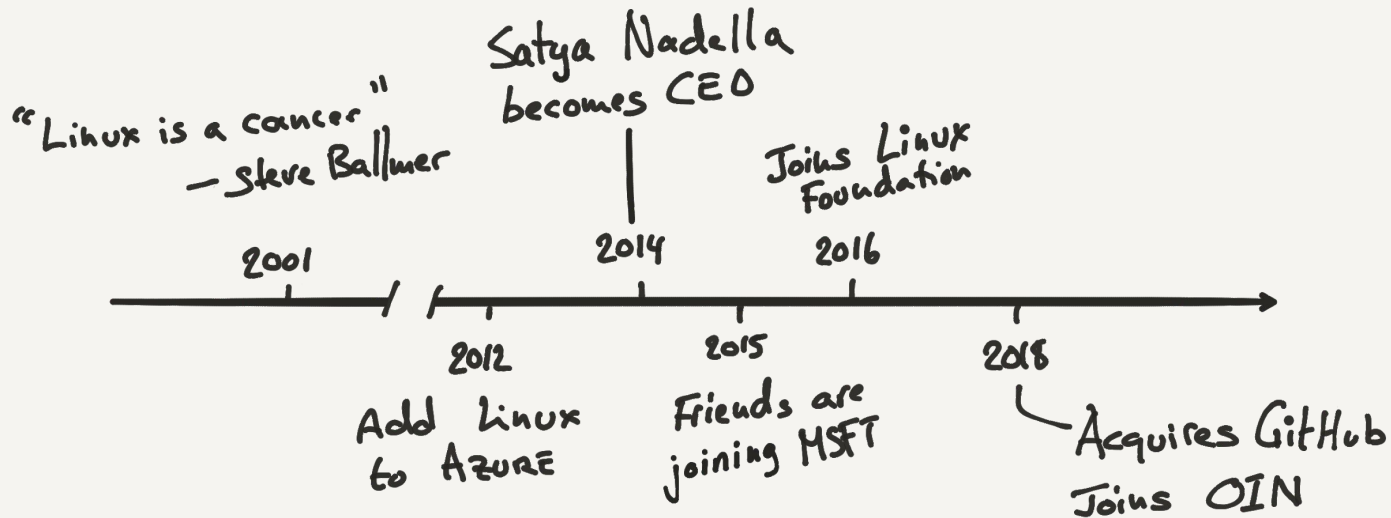 "Linux is a cancer"
— Steve Ballmer
2001
Add Linux
to AZURE
2012
Satya Nadella
becomes CEO
2014
2015
Friends are
joining MSFT
Joins Linux
Foundation
2016
2018
Acquires GitHub
Joins OIN